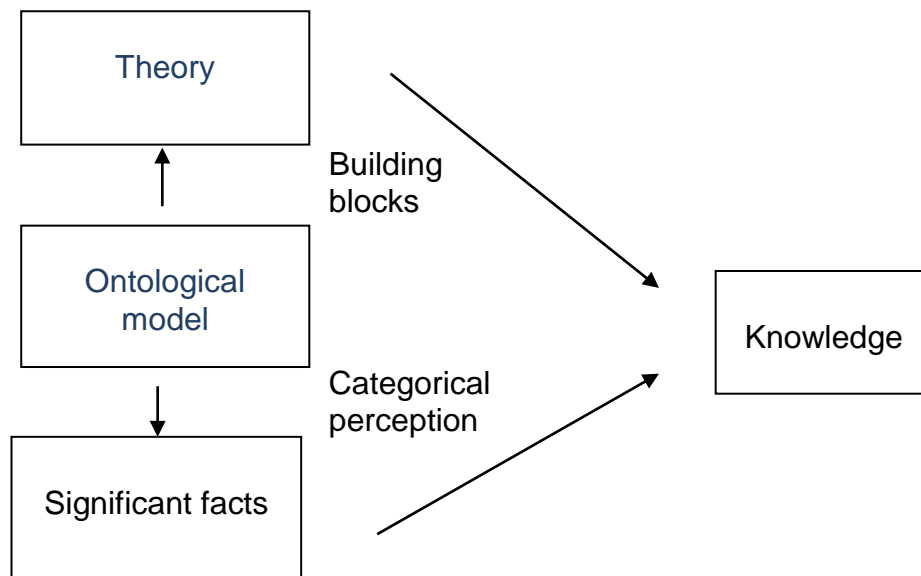 Theory
Building
blocks
Ontological
model
Knowledge
Categorical
perception
Significant facts